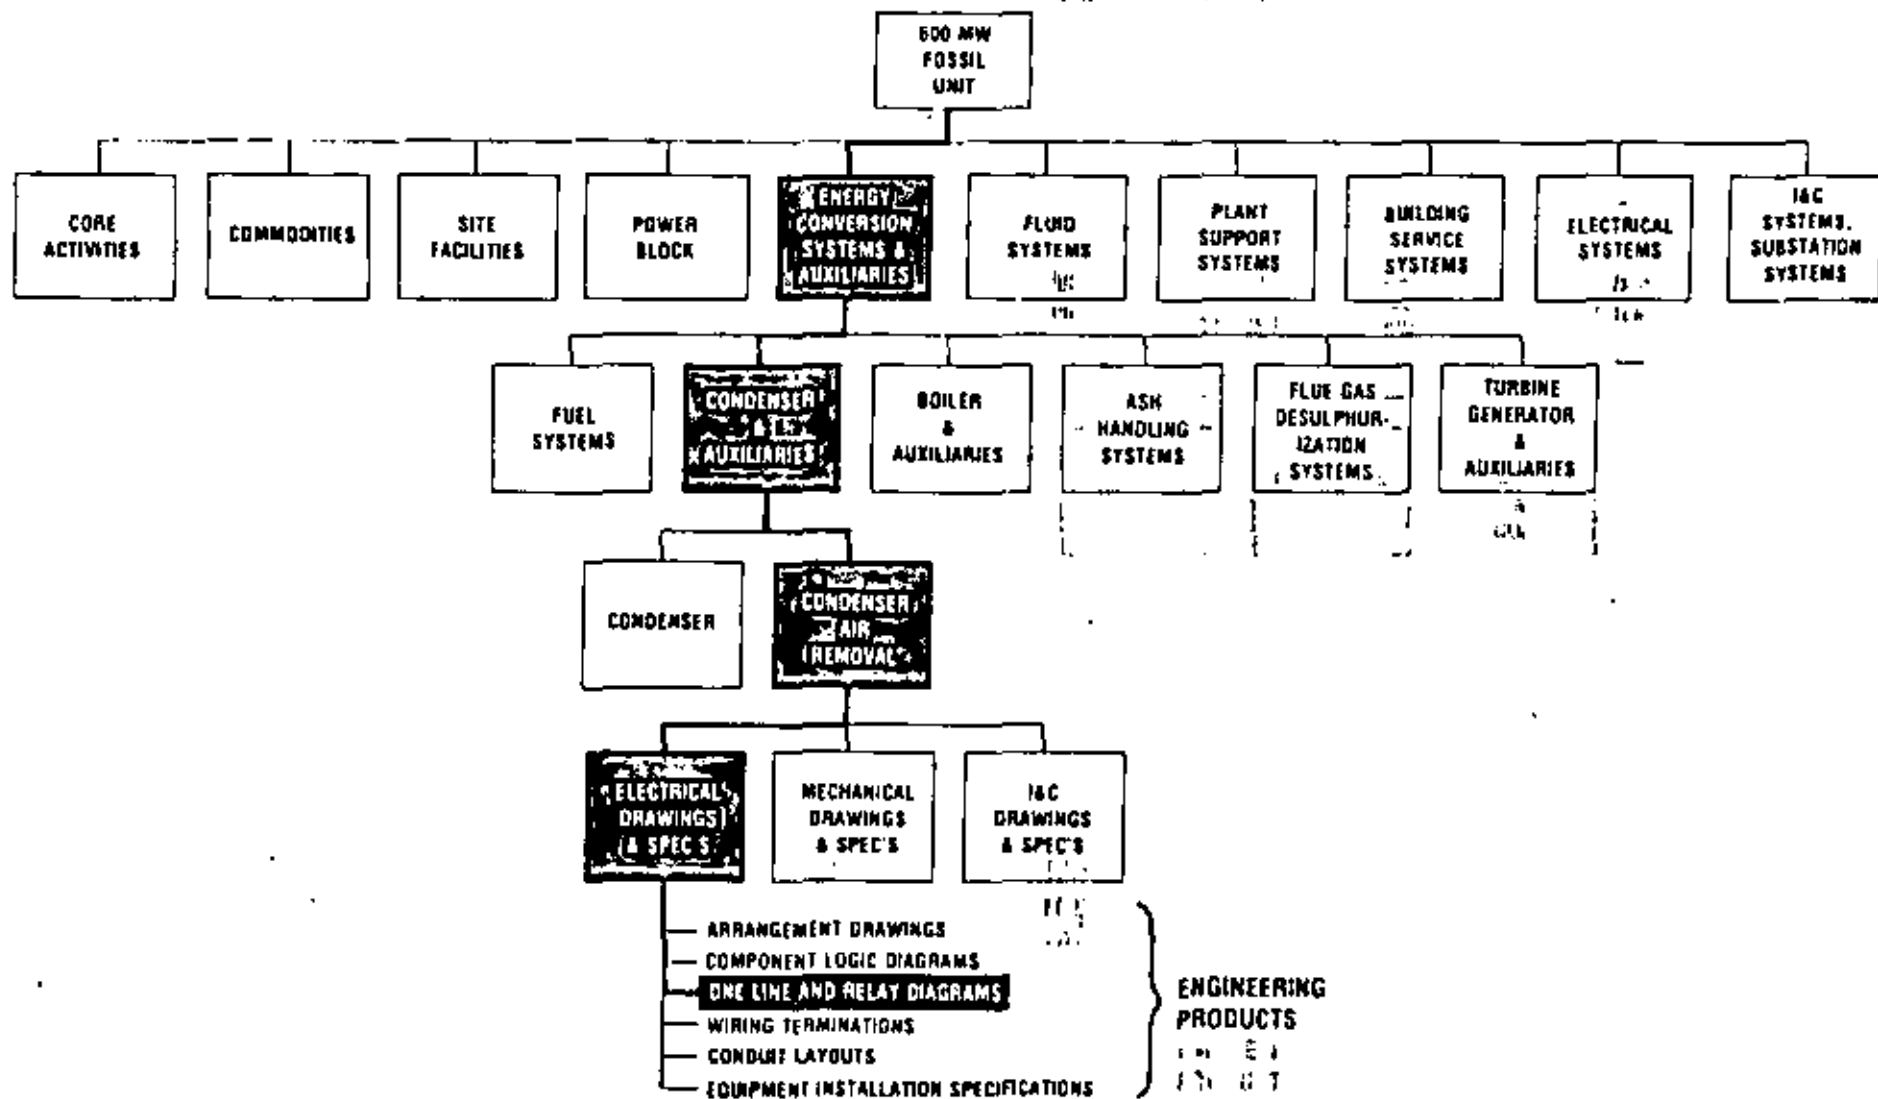 600 MW
FOSSIL
UNIT
CORE
ACTIVITIES
COMMODITIES
SITE
FACILITIES
POWER
BLOCK
ENERGY
CONVERSION
SYSTEMS &
AUXILIARIES
FLUID
SYSTEMS
PLANT
SUPPORT
SYSTEMS
BUILDING
SERVICE
SYSTEMS
ELECTRICAL
SYSTEMS
I&C
SYSTEMS,
SUBSTATION
SYSTEMS
FUEL
SYSTEMS
CONDENSER
&
AUXILIARIES
BOILER
&
AUXILIARIES
ASH
HANDLING
SYSTEMS
FLUE GAS
DESULPHUR-
IZATION
SYSTEMS
TURBINE
GENERATOR
&
AUXILIARIES
CONDENSER
CONDENSER
AIR
REMOVAL
ELECTRICAL
DRAWINGS
& SPEC'S
MECHANICAL
DRAWINGS
& SPEC'S
I&C
DRAWINGS
& SPEC'S
ARRANGEMENT DRAWINGS
COMPONENT LOGIC DIAGRAMS
ONE LINE AND RELAY DIAGRAMS
WIRING TERMINATIONS
CONDUIT LAYOUTS
EQUIPMENT INSTALLATION SPECIFICATIONS
ENGINEERING
PRODUCTS